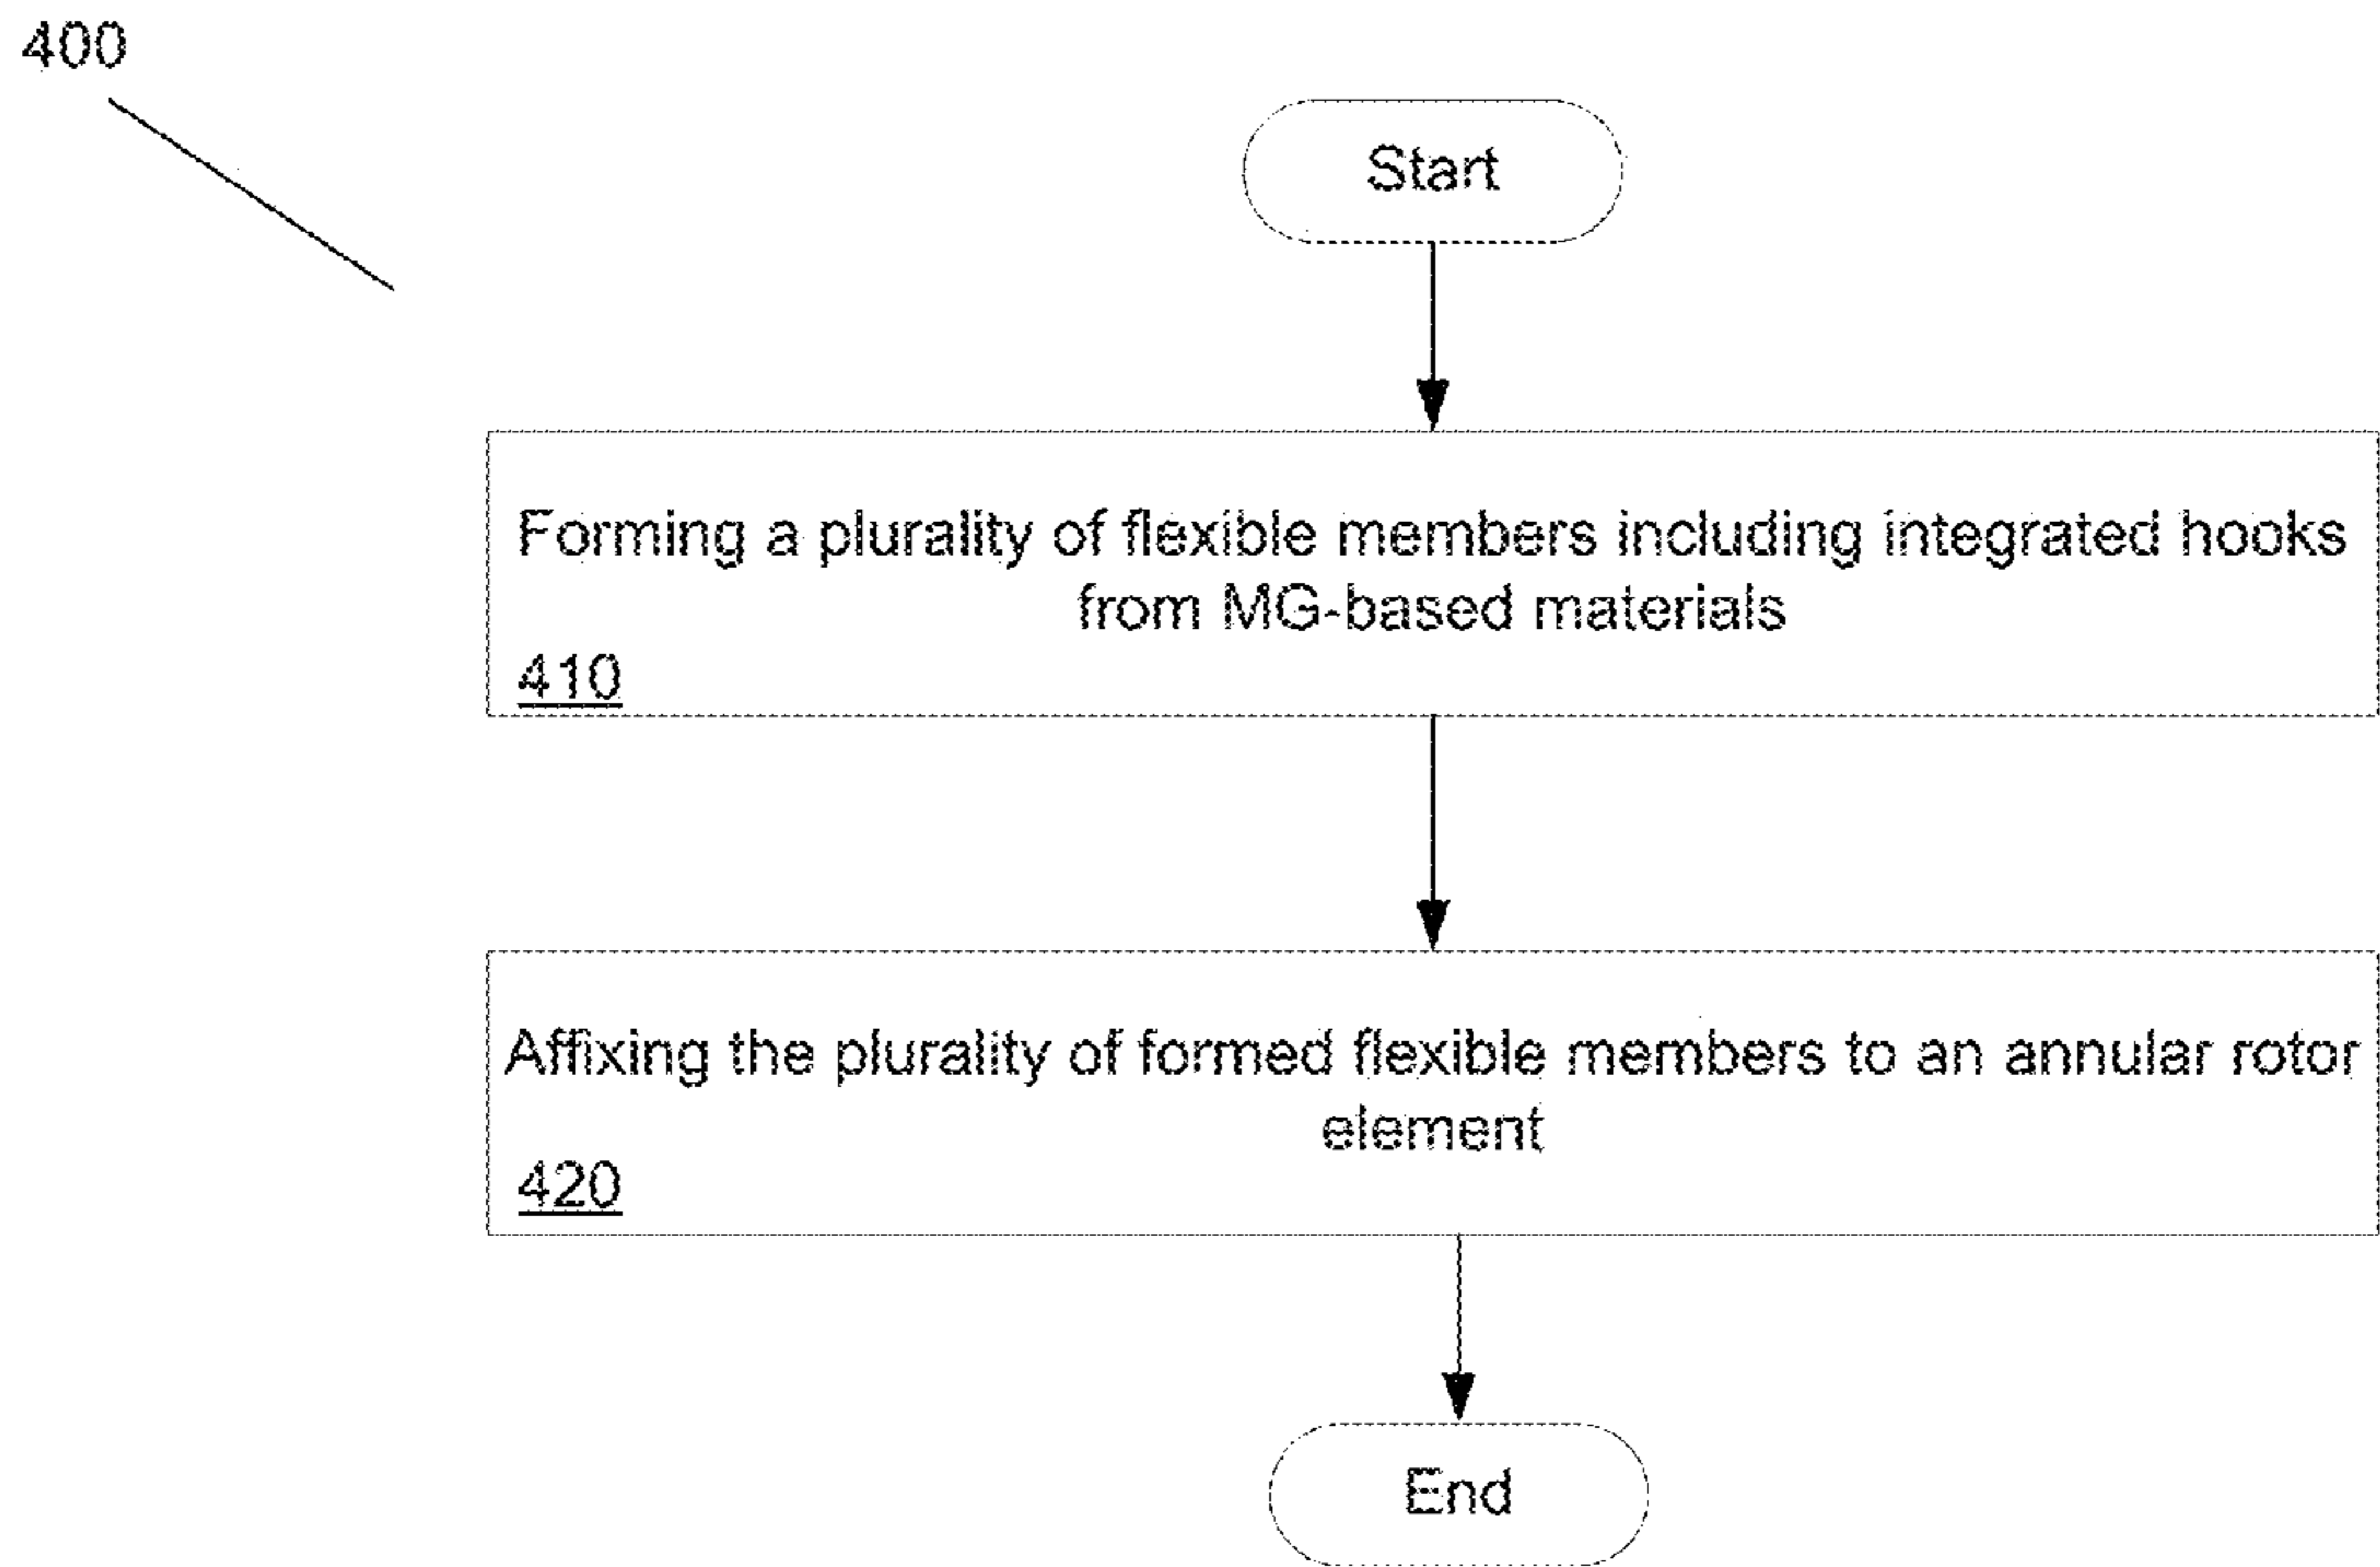 400
Start
Forming a plurality of flexible members including integrated hooks
from MG-based materials
410
Affixing the plurality of formed flexible members to an annular rotor
element
420
End